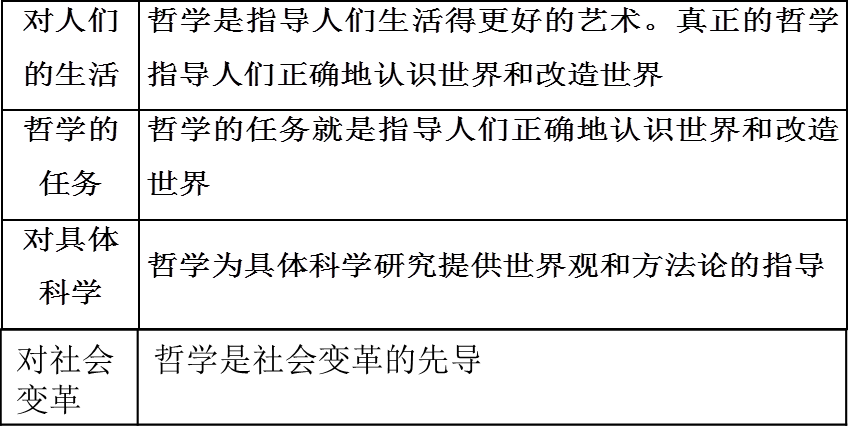 对人们 哲学是指导人们生活得更好的艺术。真正的哲学
的生活 指导人们正确地认识世界和改造世界
哲学的 哲学的任务就是指导人们正确地认识世界和改造
任务 世界
对具体
哲学为具体科学研究提供世界观和方法论的指导
科学
对社会 哲学是社会变革的先导
变革